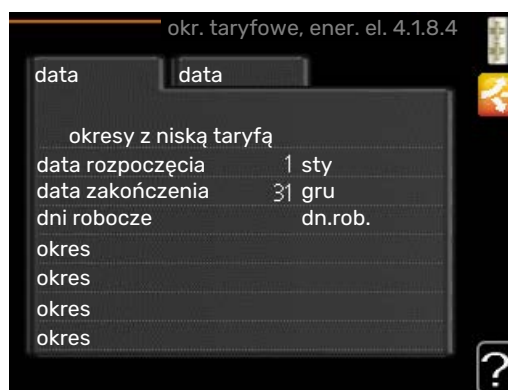 okr. taryfowe, ener. el. 4.1.8.4
data data
okresy z niską taryfą
data rozpoczęcia 1 sty
data zakończenia 31 gru
dni robocze dn.rob.
okres
okres
okres
okres
?